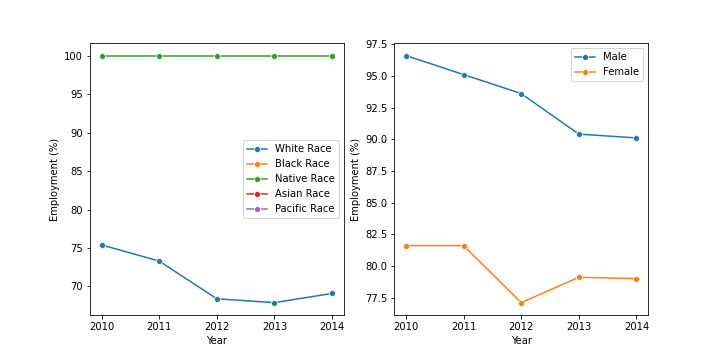 Employment (%)
100
95
90
85
80
75
70
2010 2011 2012 2013 2014
Year
White Race
Black Race
Native Race
Asian Race
Pacific Race
Employment (%)
97.5
95.0
92.5
90.0
87.5
85.0
82.5
80.0
77.5
2010 2011 2012 2013 2014
Year
Male
Female